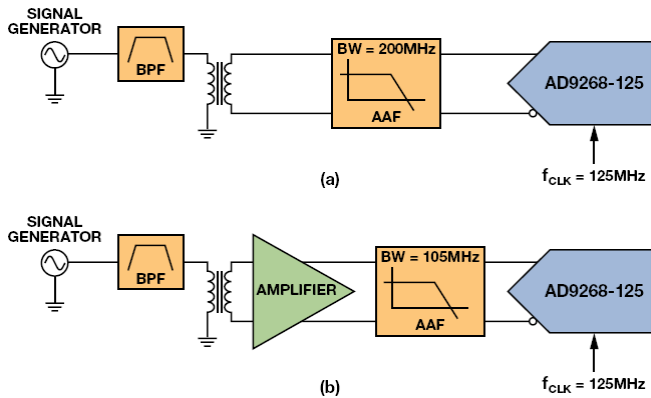 SIGNAL
GENERATOR
BPF
BW = 200MHz
AAF
AD9268-125
fCLK = 125MHz
(a)
SIGNAL
GENERATOR
BPF
AMPLIFIER
BW = 105MHz
AAF
AD9268-125
fCLK = 125MHz
(b)